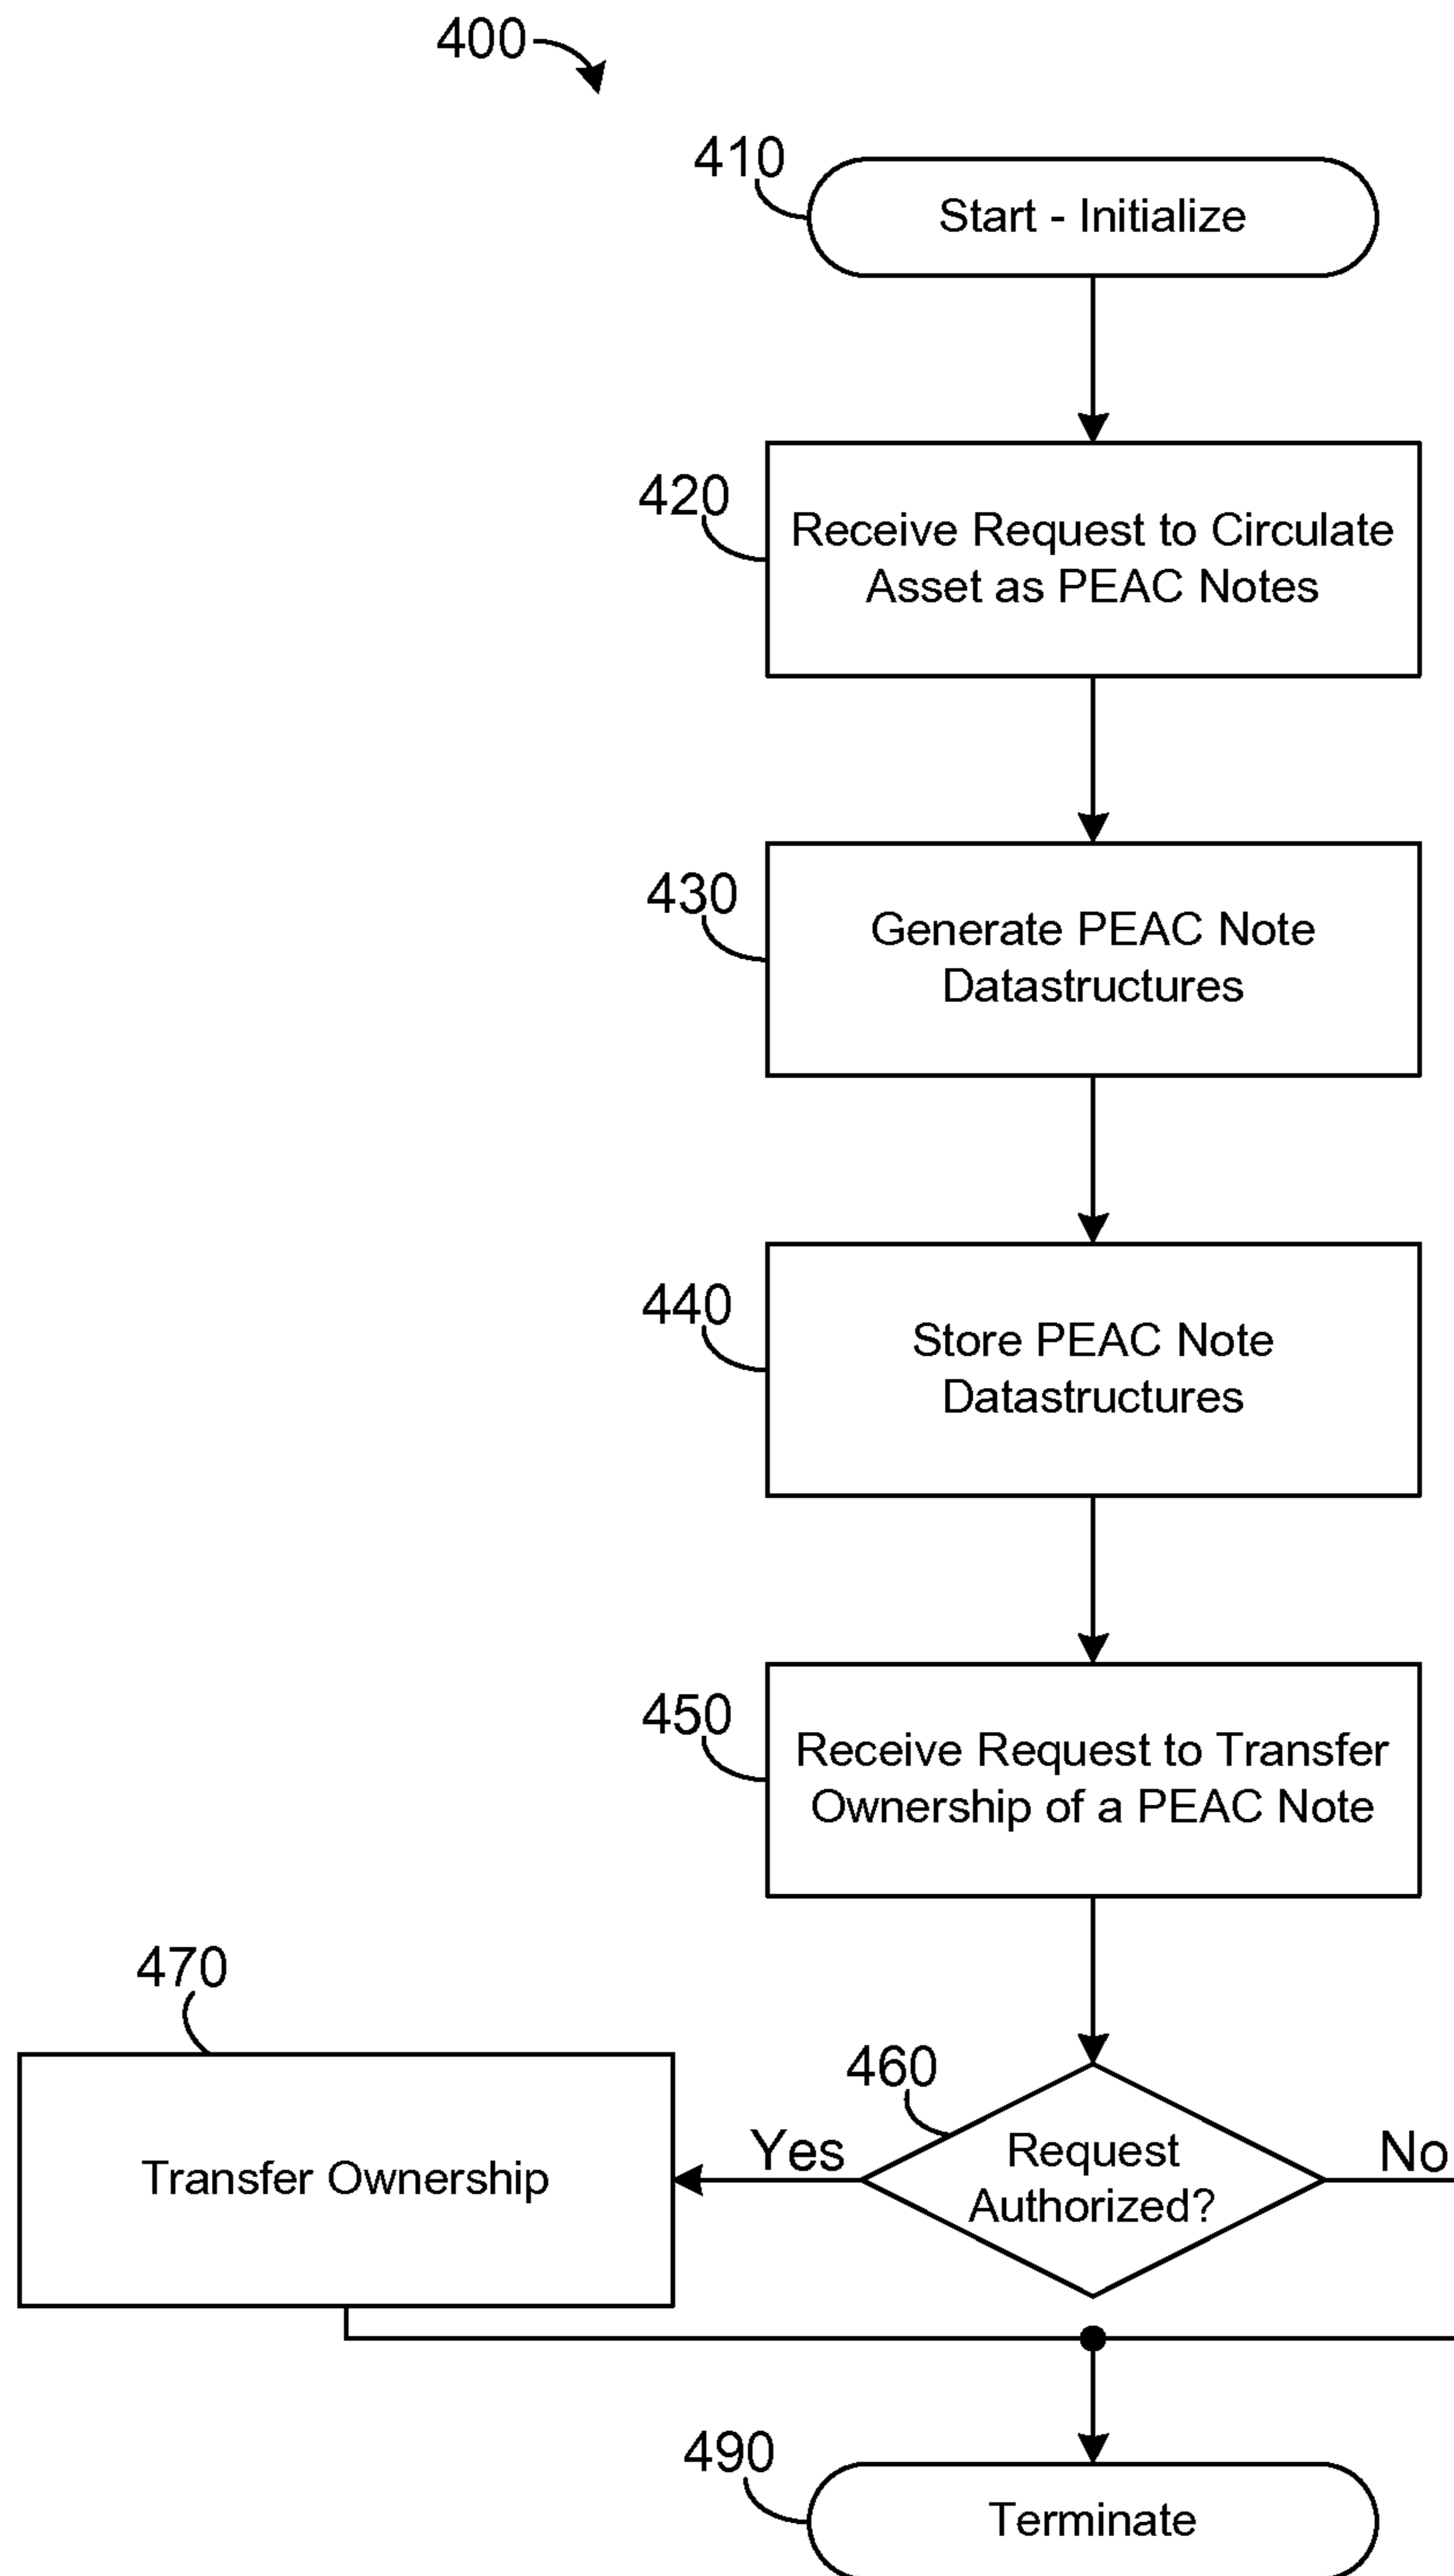 400
410
Start - Initialize
420
Receive Request to Circulate
Asset as PEAC Notes
430
Generate PEAC Note
Datastructures
440
Store PEAC Note
Datastructures
450
Receive Request to Transfer
Ownership of a PEAC Note
470
Transfer Ownership
460
Yes
Request
Authorized?
No
490
Terminate